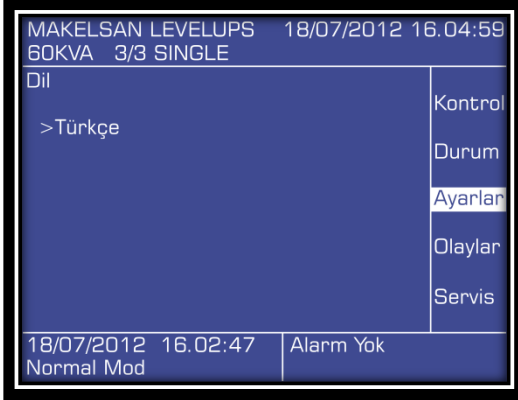 MAKELSAN LEVELUPS 18/07/2012 16.04:59
60KVA 3/3 SINGLE
Dil
>Türkçe
Kontrol
Durum
Ayarlar
Olaylar
Servis
18/07/2012 16.02:47 Alarm Yok
Normal Mod